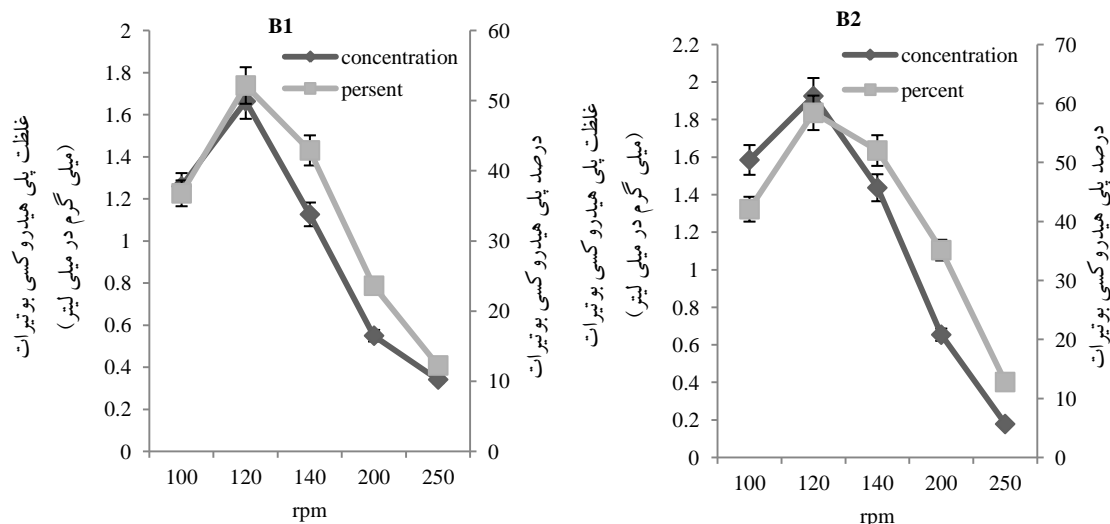 B1
concentration
persent
2
1.8
1.6
1.4
1.2
1
0.8
0.6
0.4
0.2
0
60
50
40
30
20
10
0
100 120 140 200 250
rpm
غلظت پلی هیدروکسی بوتیرات
(میلی گرم در میلی لیتر)
درصد پلی هیدروکسی بوتیرات
B2
concentration
percent
2.2
2
1.8
1.6
1.4
1.2
1
0.8
0.6
0.4
0.2
0
70
60
50
40
30
20
10
0
100 120 140 200 250
rpm
غلظت پلی هیدروکسی بوتیرات
(میلی گرم در میلی لیتر)
درصد پلی هیدروکسی بوتیرات